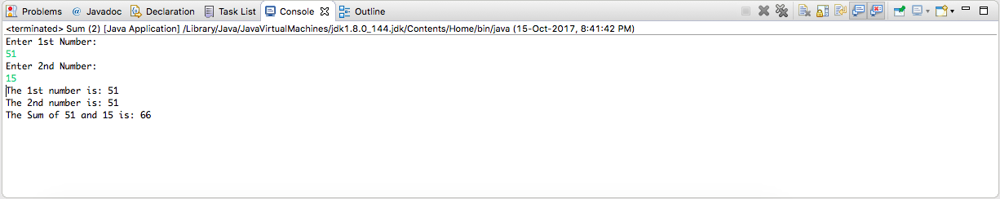 Problems @ Javadoc Declaration Task List Console Outline
<terminated> Sum (2) [Java Application] /Library/Java/JavaVirtualMachines/jdk1.8.0_144.jdk/Contents/Home/bin/java (15-Oct-2017, 8:41:42 PM)
Enter 1st Number:
51
Enter 2nd Number:
15
The 1st number is: 51
The 2nd number is: 51
The Sum of 51 and 15 is: 66